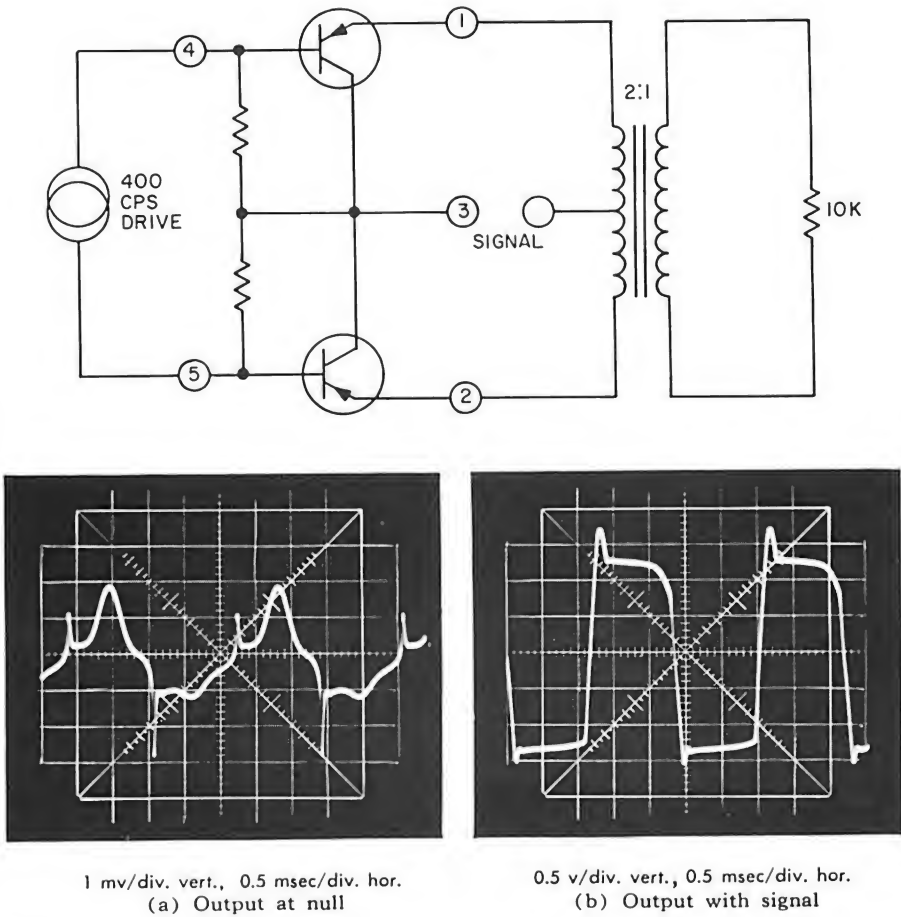 1
4
2:1
400
CPS
DRIVE
3
SIGNAL
10K
5
2
1 mv/div. vert., 0.5 msec/div. hor.
(a) Output at null
0.5 v/div. vert., 0.5 msec/div. hor.
(b) Output with signal